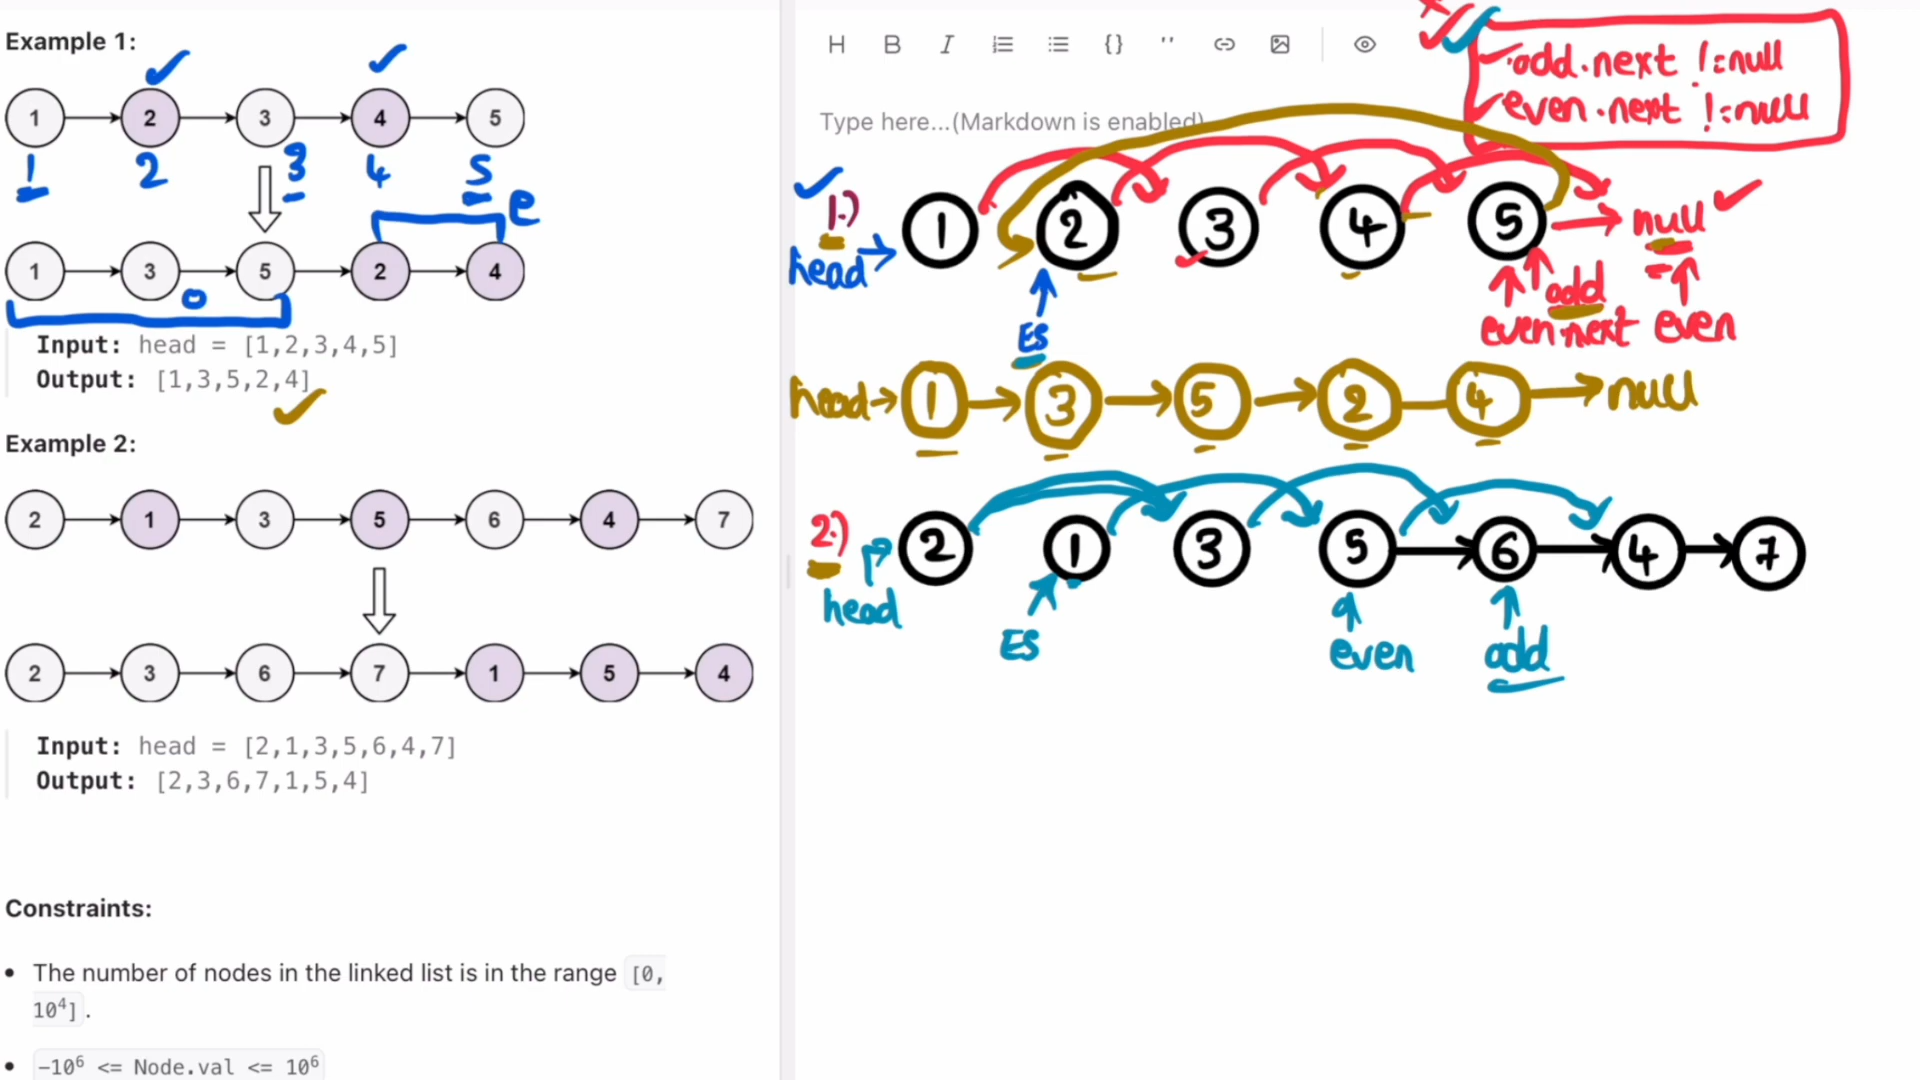 Example 1:
1 2 3 4 5
1 2 3 4 5
e
1 3 5 2 4
o
Input: head = [1,2,3,4,5]
Output: [1,3,5,2,4]
Example 2:
2 1 3 5 6 4 7
2 3 6 7 1 5 4
Input: head = [2,1,3,5,6,4,7]
Output: [2,3,6,7,1,5,4]
Constraints:
• The number of nodes in the linked list is in the range [0,
10⁴].
• -10⁶ <= Node.val <= 10⁶
H B I {} ''
Type here...(Markdown is enabled)
odd.next !=null
even.next !=null
1.)
head 1 2 3 4 5 null
ES
odd
even.next even
head 1 3 5 2 4 null
2.)
2 1 3 5 6 4 7
head
ES even odd